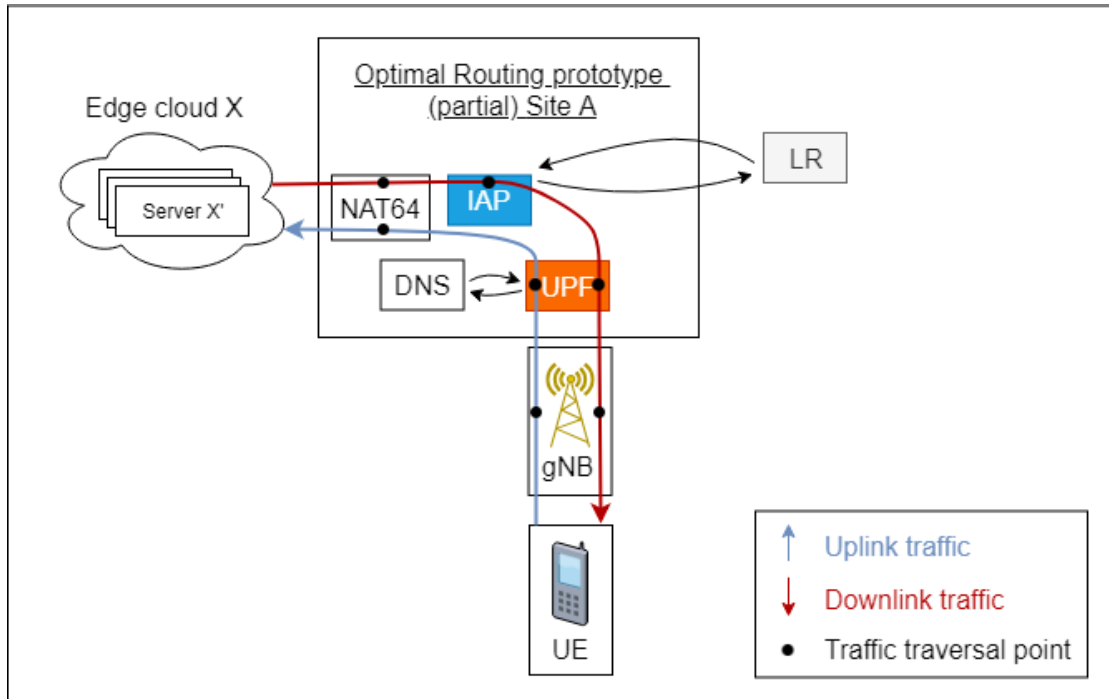 Optimal Routing prototype
(partial) Site A
Edge cloud X
LR
Server X'
NAT64
IAP
DNS
UPF
gNB
UE
Uplink traffic
Downlink traffic
Traffic traversal point